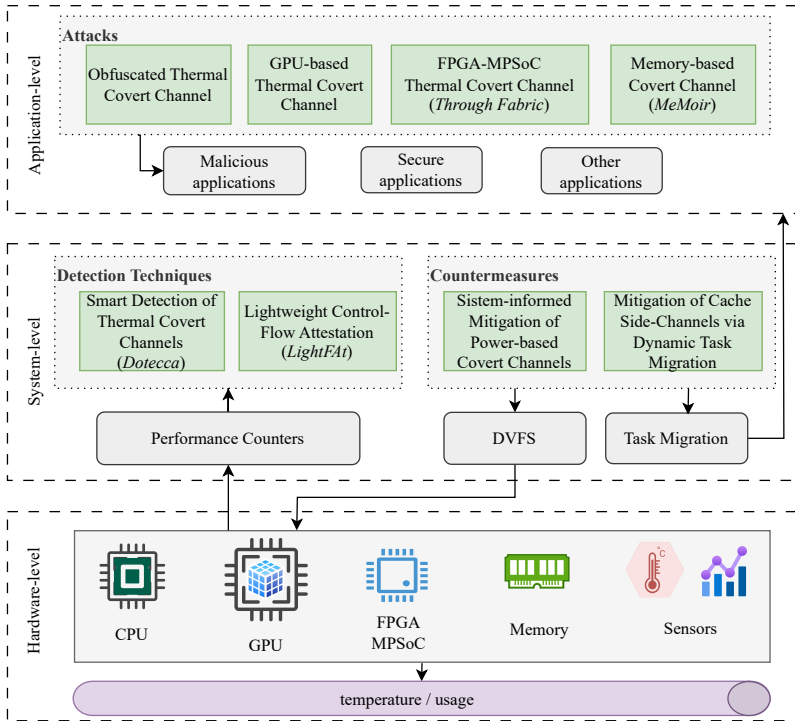 Application-level
Attacks
Obfuscated Thermal
Covert Channel
GPU-based
Thermal Covert
Channel
FPGA-MPSoC
Thermal Covert Channel
(Through Fabric)
Memory-based
Covert Channel
(MeMoir)
Malicious
applications
Secure
applications
Other
applications
System-level
Detection Techniques
Smart Detection of
Thermal Covert
Channels
(Dotecca)
Lightweight Control-
Flow Attestation
(LightFAt)
Countermeasures
Sistem-informed
Mitigation of
Power-based
Covert Channels
Mitigation of Cache
Side-Channels via
Dynamic Task
Migration
Performance Counters
DVFS
Task Migration
Hardware-level
CPU
GPU
FPGA
MPSoC
Memory
°C
Sensors
temperature / usage